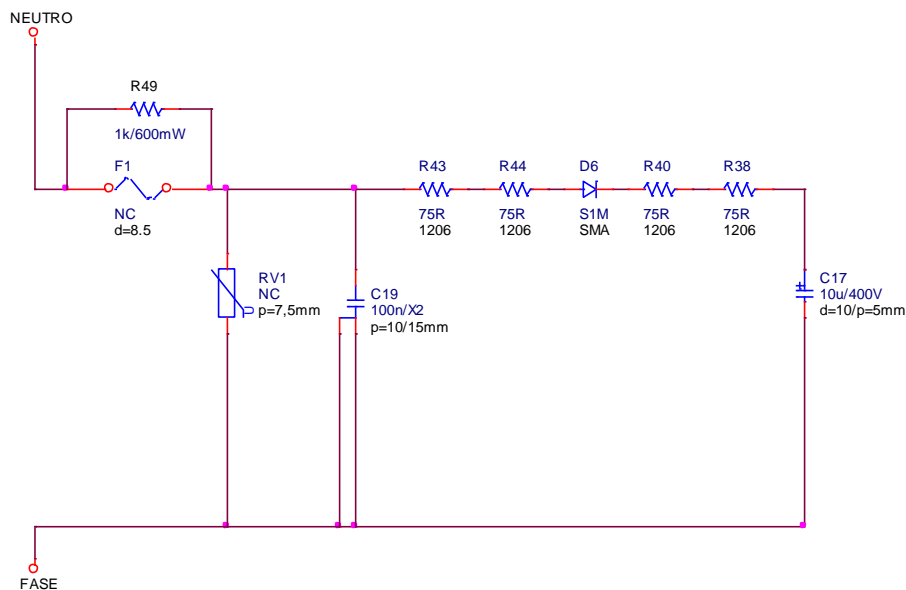 NEUTRO
R49
1k/600mW
F1
NC
d=8.5
R43
75R
1206
R44
75R
1206
D6
S1M
SMA
R40
75R
1206
R38
75R
1206
RV1
NC
p=7,5mm
U
C19
100n/X2
p=10/15mm
+
C17
10u/400V
d=10/p=5mm
FASE